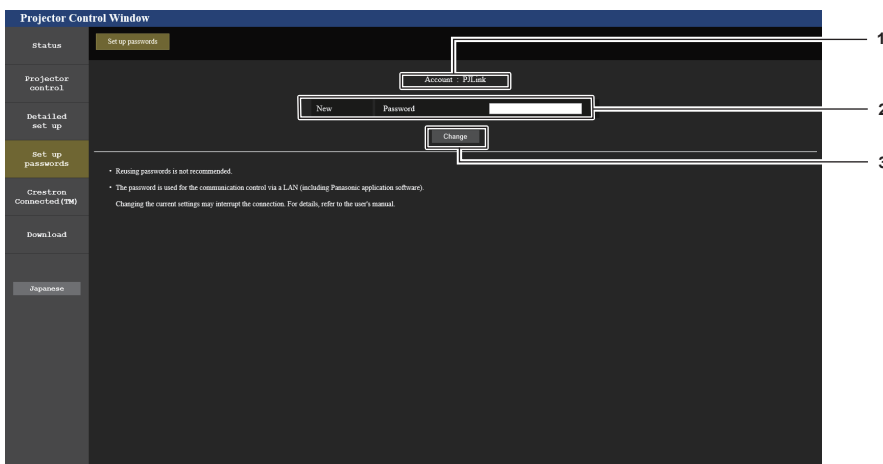 Projector Control Window
Status
Set up passwords
1
Account : PJLink
Projector
control
New Password
2
Detailed
set up
Change
3
Set up
passwords
• Reusing passwords is not recommended.
• The password is used for the communication control via a LAN (including Panasonic application software).
Changing the current settings may interrupt the connection. For details, refer to the user's manual.
Crestron
Connected(TM)
Download
Japanese